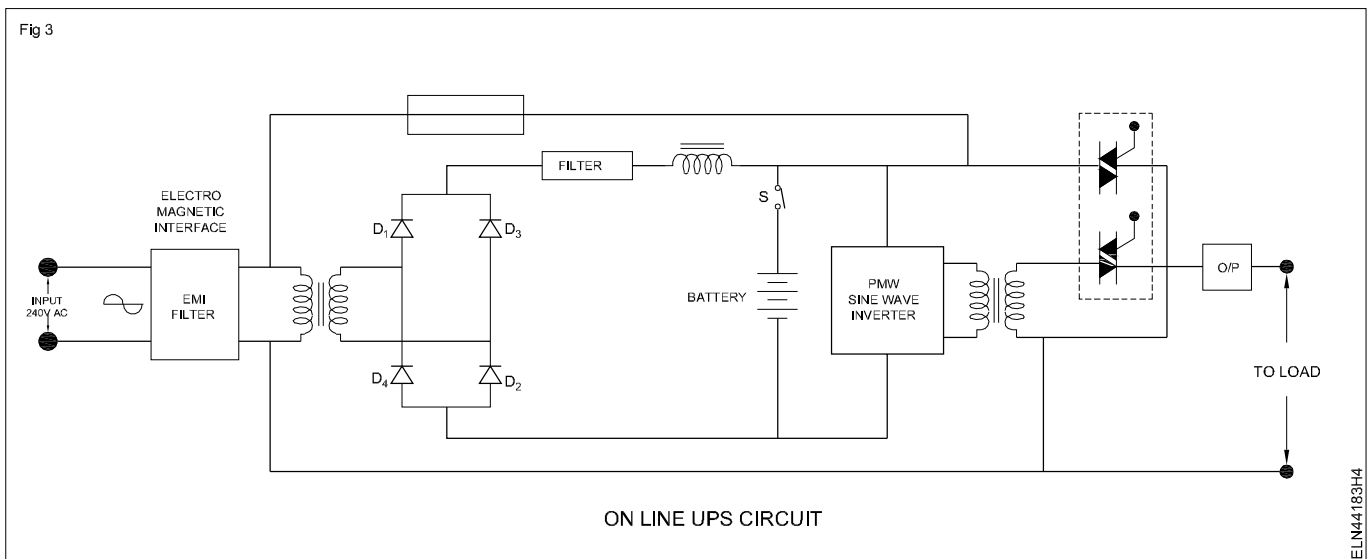 Fig 3
ELECTRO
MAGNETIC
INTERFACE
INPUT
240V AC
EMI
FILTER
D1
D3
D4
D2
FILTER
S
BATTERY
PMW
SINE WAVE
INVERTER
O/P
TO LOAD
ON LINE UPS CIRCUIT
ELN44183H4